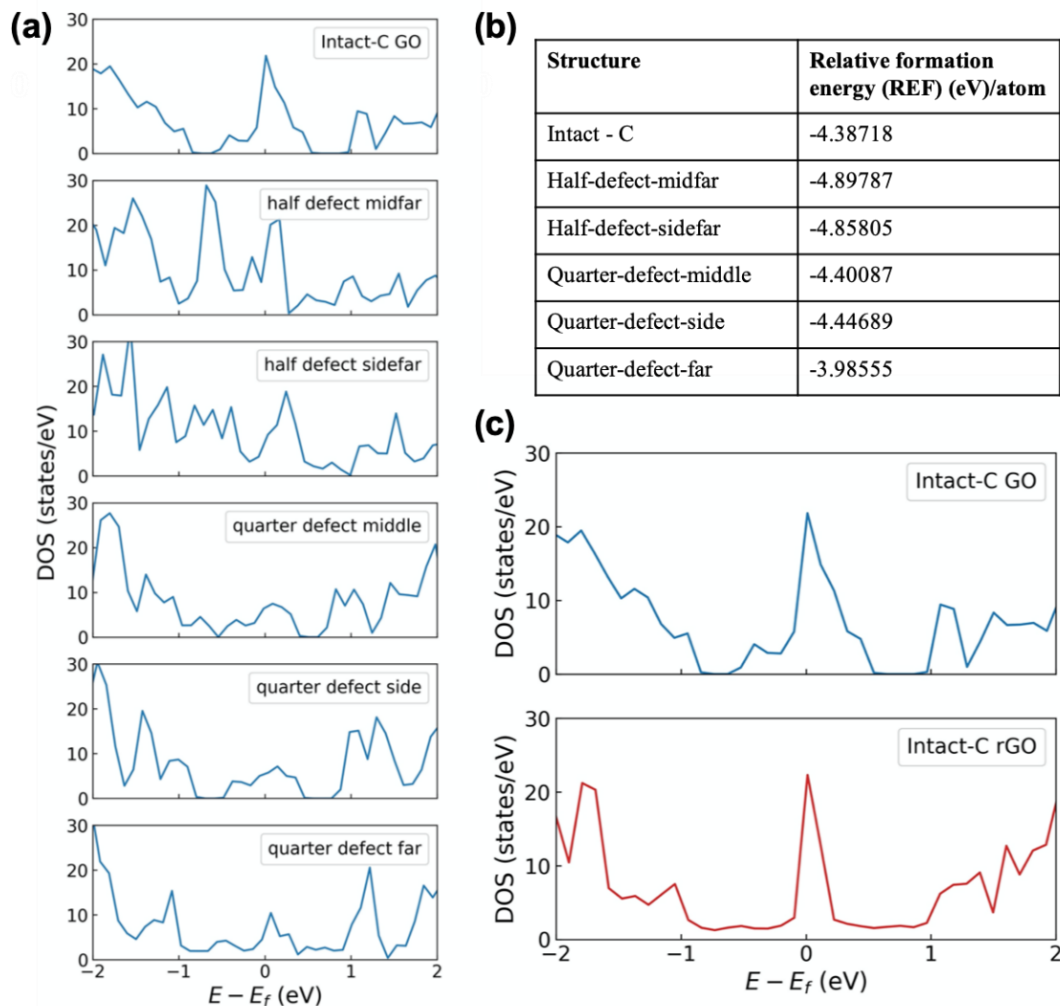 (a)
Intact-C GO
30
20
10
0
half defect midfar
30
20
10
0
half defect sidefar
30
20
10
0
quarter defect middle
30
20
10
0
quarter defect side
30
20
10
0
quarter defect far
30
20
10
0
−2
−1
0
1
2
DOS (states/eV)
E − Ef (eV)
(b)
Structure
Relative formation
energy (REF) (eV)/atom
Intact - C
-4.38718
Half-defect-midfar
-4.89787
Half-defect-sidefar
-4.85805
Quarter-defect-middle
-4.40087
Quarter-defect-side
-4.44689
Quarter-defect-far
-3.98555
(c)
Intact-C GO
30
20
10
0
DOS (states/eV)
Intact-C rGO
30
20
10
0
DOS (states/eV)
−2
−1
0
1
2
E − Ef (eV)